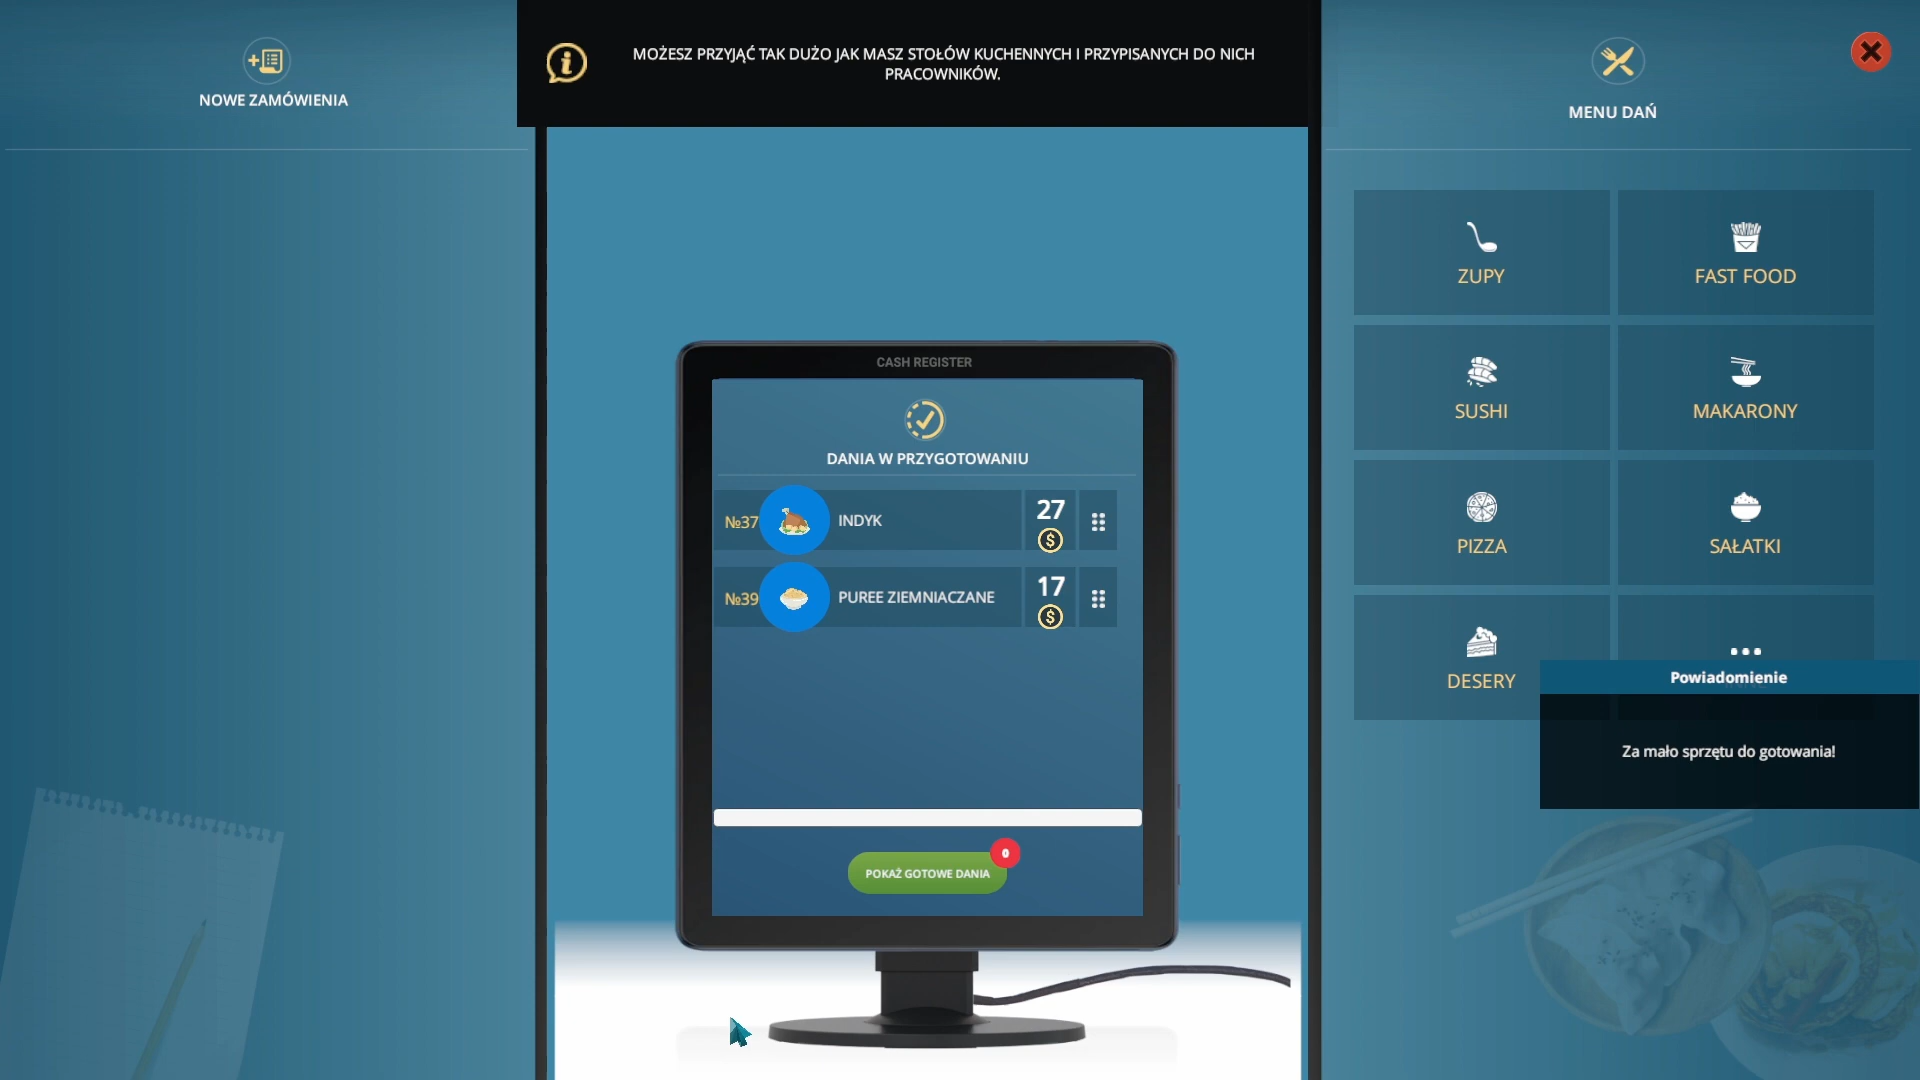 NOWE ZAMÓWIENIA
MOŻESZ PRZYJĄĆ TAK DUŻO JAK MASZ STOŁÓW KUCHENNYCH I PRZYPISANYCH DO NICH
PRACOWNIKÓW.
MENU DAŃ
ZUPY
FAST FOOD
SUSHI
MAKARONY
PIZZA
SAŁATKI
DESERY
CASH REGISTER
DANIA W PRZYGOTOWANIU
№37 INDYK 27
№39 PUREE ZIEMNIACZANE 17
POKAŻ GOTOWE DANIA 0
Powiadomienie
Za mało sprzętu do gotowania!